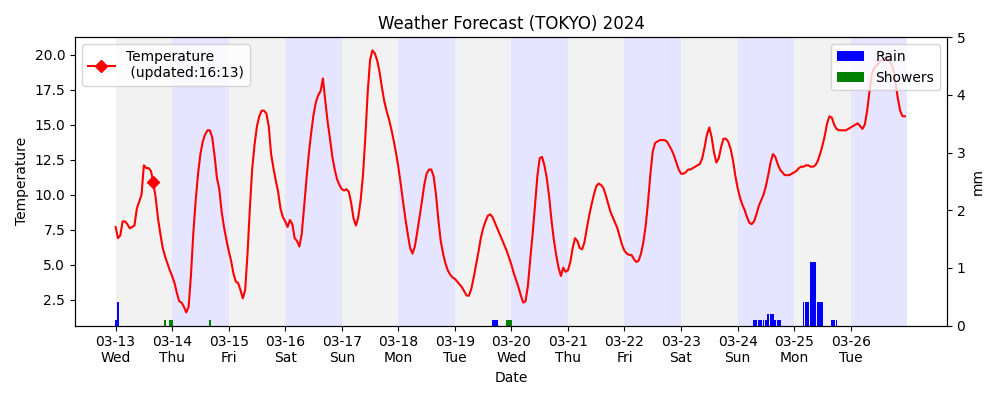 Weather Forecast (TOKYO) 2024
Temperature
(updated:16:13)
Rain
Showers
Temperature
20.0
17.5
15.0
12.5
10.0
7.5
5.0
2.5
5
4
3
2
1
0
mm
03-13 03-14 03-15 03-16 03-17 03-18 03-19 03-20 03-21 03-22 03-23 03-24 03-25 03-26
Wed Thu Fri Sat Sun Mon Tue Wed Thu Fri Sat Sun Mon Tue
Date